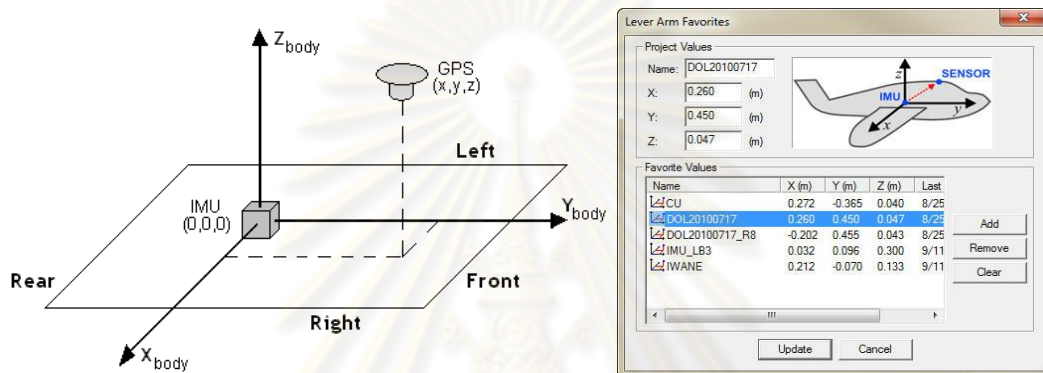 Z body
GPS
(x,y,z)
Left
IMU
(0,0,0)
Y body
Rear
Front
Right
X body
Lever Arm Favorites
Project Values
Name: DOL20100717
X: 0.260 (m)
Y: 0.450 (m)
Z: 0.047 (m)
z
SENSOR
IMU
x
y
Favorite Values
Name X (m) Y (m) Z (m) Last
CU 0.272 -0.365 0.040 8/25
DOL20100717 0.260 0.450 0.047 8/25
DOL20100717_R8 -0.202 0.455 0.043 8/25
IMU_LB3 0.032 0.096 0.300 9/11
IWANE 0.212 -0.070 0.133 9/11
Add
Remove
Clear
Update Cancel